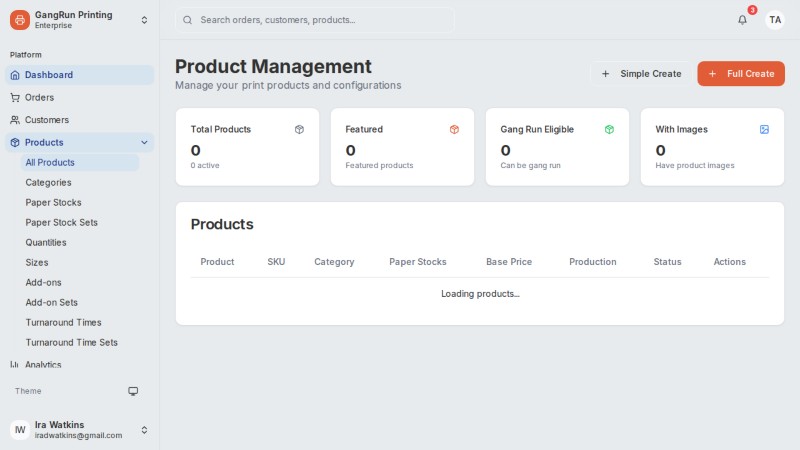 GangRun Printing
Enterprise
Platform
Dashboard
Orders
Customers
Products
All Products
Categories
Paper Stocks
Paper Stock Sets
Quantities
Sizes
Add-ons
Add-on Sets
Turnaround Times
Turnaround Time Sets
Analytics
Theme
IW
Ira Watkins
iradwatkins@gmail.com
Search orders, customers, products...
3
TA
Product Management
Manage your print products and configurations
Simple Create
Full Create
Total Products
0
0 active
Featured
0
Featured products
Gang Run Eligible
0
Can be gang run
With Images
0
Have product images
Products
Product SKU Category Paper Stocks Base Price Production Status Actions
Loading products...